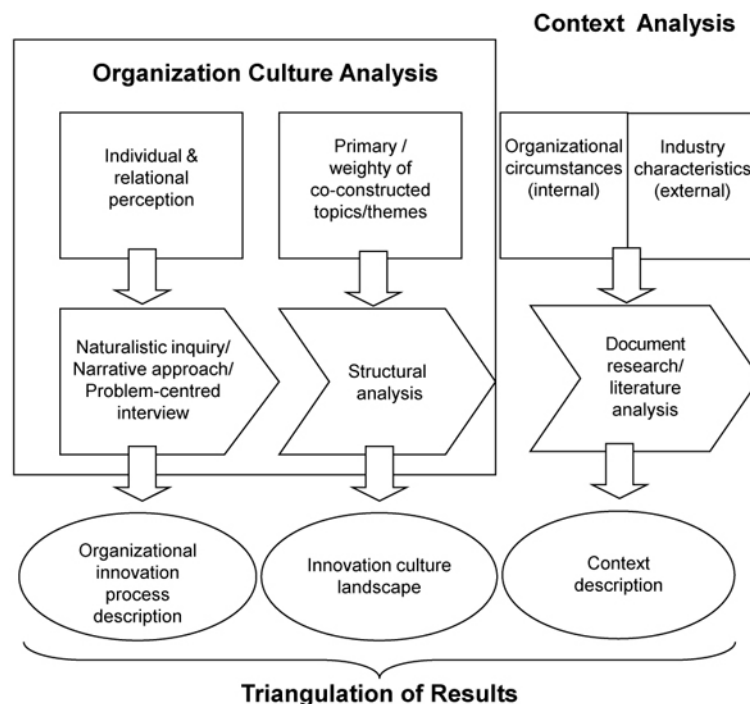 Context Analysis
Organization Culture Analysis
Individual &
relational
perception
Primary /
weighty of
co-constructed
topics/themes
Organizational
circumstances
(internal)
Industry
characteristics
(external)
Naturalistic inquiry/
Narrative approach/
Problem-centred
interview
Structural
analysis
Document
research/
literature
analysis
Organizational
innovation
process
description
Innovation culture
landscape
Context
description
Triangulation of Results